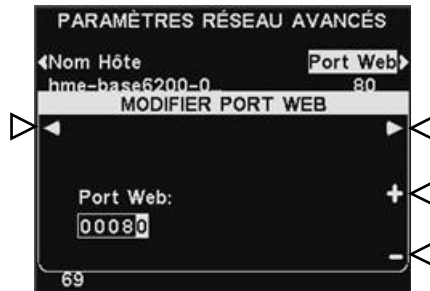 PARAMÈTRES RÉSEAU AVANCÉS
Nom Hôte Port Web
hme-base6200-0... 80
MODIFIER PORT WEB
Port Web:
00080
69